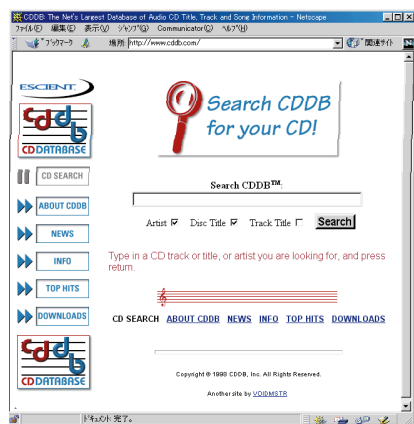 CDDB: The Net's Largest Database of Audio CD Title, Track and Song Information - Netscape
ファイル(F) 編集(E) 表示(V) ジャンプ(G) Communicator(C) ヘルプ(H)
ブックマーク 場所: http://www.cddb.com/ 関連サイト
ESCIENT
cddb
CD DATABASE
Search CDDB
for your CD!
CD SEARCH
ABOUT CDDB
NEWS
INFO
TOP HITS
DOWNLOADS
cddb
CD DATABASE
Search CDDB™:
Artist Disc Title Track Title Search
Type in a CD track or title, or artist you are looking for, and press
return.
CD SEARCH ABOUT CDDB NEWS INFO TOP HITS DOWNLOADS
Copyright © 1998 CDDB, Inc. All Rights Reserved.
Another site by VOIDMSTR
ドキュメント: 完了。